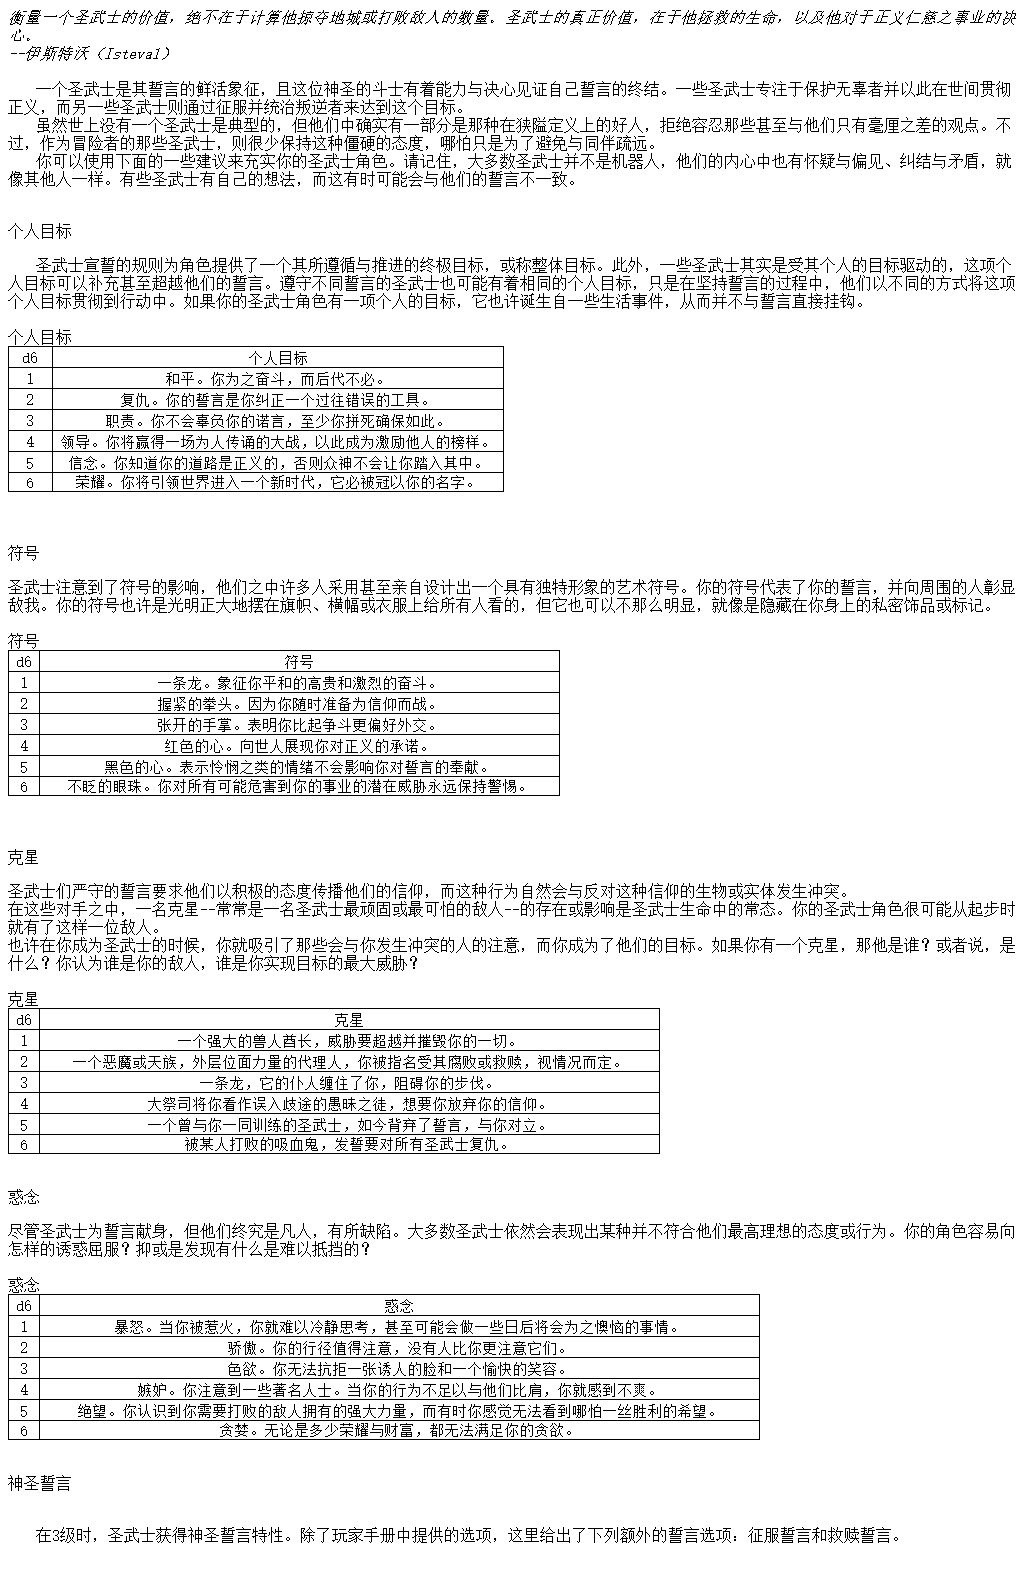 衡量一个圣武士的价值，绝不在于计算他掠夺地城或打败敌人的数量。圣武士的真正价值，在于他拯救的生命，以及他对于正义仁慈之事业的决
心。
--伊斯特沃（Isteval）
一个圣武士是其誓言的鲜活象征，且这位神圣的斗士有着能力与决心见证自己誓言的终结。一些圣武士专注于保护无辜者并以此在世间贯彻
正义，而另一些圣武士则通过征服并统治叛逆者来达到这个目标。
虽然世上没有一个圣武士是典型的，但他们中确实有一部分是那种在狭隘定义上的好人，拒绝容忍那些甚至与他们只有毫厘之差的观点。不
过，作为冒险者的那些圣武士，则很少保持这种僵硬的态度，哪怕只是为了避免与同伴疏远。
你可以使用下面的一些建议来充实你的圣武士角色。请记住，大多数圣武士并不是机器人，他们的内心中也有怀疑与偏见、纠结与矛盾，就
像其他人一样。有些圣武士有自己的想法，而这有时可能会与他们的誓言不一致。
个人目标
圣武士宣誓的规则为角色提供了一个其所遵循与推进的终极目标，或称整体目标。此外，一些圣武士其实是受其个人的目标驱动的，这项个
人目标可以补充甚至超越他们的誓言。遵守不同誓言的圣武士也可能有着相同的个人目标，只是在坚持誓言的过程中，他们以不同的方式将这项
个人目标贯彻到行动中。如果你的圣武士角色有一项个人的目标，它也许诞生自一些生活事件，从而并不与誓言直接挂钩。
个人目标
d6 个人目标
1 和平。你为之奋斗，而后代不必。
2 复仇。你的誓言是你纠正一个过往错误的工具。
3 职责。你不会辜负你的诺言，至少你拼死确保如此。
4 领导。你将赢得一场为人传诵的大战，以此成为激励他人的榜样。
5 信念。你知道你的道路是正义的，否则众神不会让你踏入其中。
6 荣耀。你将引领世界进入一个新时代，它必被冠以你的名字。
符号
圣武士注意到了符号的影响，他们之中许多人采用甚至亲自设计出一个具有独特形象的艺术符号。你的符号代表了你的誓言，并向周围的人彰显
敌我。你的符号也许是光明正大地摆在旗帜、横幅或衣服上给所有人看的，但它也可以不那么明显，就像是隐藏在你身上的私密饰品或标记。
符号
d6 符号
1 一条龙。象征你平和的高贵和激烈的奋斗。
2 握紧的拳头。因为你随时准备为信仰而战。
3 张开的手掌。表明你比起争斗更偏好外交。
4 红色的心。向世人展现你对正义的承诺。
5 黑色的心。表示怜悯之类的情绪不会影响你对誓言的奉献。
6 不眨的眼珠。你对所有可能危害到你的事业的潜在威胁永远保持警惕。
克星
圣武士们严守的誓言要求他们以积极的态度传播他们的信仰，而这种行为自然会与反对这种信仰的生物或实体发生冲突。
在这些对手之中，一名克星--常常是一名圣武士最顽固或最可怕的敌人--的存在或影响是圣武士生命中的常态。你的圣武士角色很可能从起步时
就有了这样一位敌人。
也许在你成为圣武士的时候，你就吸引了那些会与你发生冲突的人的注意，而你成为了他们的目标。如果你有一个克星，那他是谁？或者说，是
什么？你认为谁是你的敌人，谁是你实现目标的最大威胁？
克星
d6 克星
1 一个强大的兽人酋长，威胁要超越并摧毁你的一切。
2 一个恶魔或天族，外层位面力量的代理人，你被指名受其腐败或救赎，视情况而定。
3 一条龙，它的仆人缠住了你，阻碍你的步伐。
4 大祭司将你看作误入歧途的愚昧之徒，想要你放弃你的信仰。
5 一个曾与你一同训练的圣武士，如今背弃了誓言，与你对立。
6 被某人打败的吸血鬼，发誓要对所有圣武士复仇。
惑念
尽管圣武士为誓言献身，但他们终究是凡人，有所缺陷。大多数圣武士依然会表现出某种并不符合他们最高理想的态度或行为。你的角色容易向
怎样的诱惑屈服？抑或是发现有什么是难以抵挡的？
惑念
d6 惑念
1 暴怒。当你被惹火，你就难以冷静思考，甚至可能会做一些日后将会为之懊恼的事情。
2 骄傲。你的行径值得注意，没有人比你更注意它们。
3 色欲。你无法抗拒一张诱人的脸和一个愉快的笑容。
4 嫉妒。你注意到一些著名人士。当你的行为不足以与他们比肩，你就感到不爽。
5 绝望。你认识到你需要打败的敌人拥有的强大力量，而有时你感觉无法看到哪怕一丝胜利的希望。
6 贪婪。无论是多少荣耀与财富，都无法满足你的贪欲。
神圣誓言
在3级时，圣武士获得神圣誓言特性。除了玩家手册中提供的选项，这里给出了下列额外的誓言选项：征服誓言和救赎誓言。